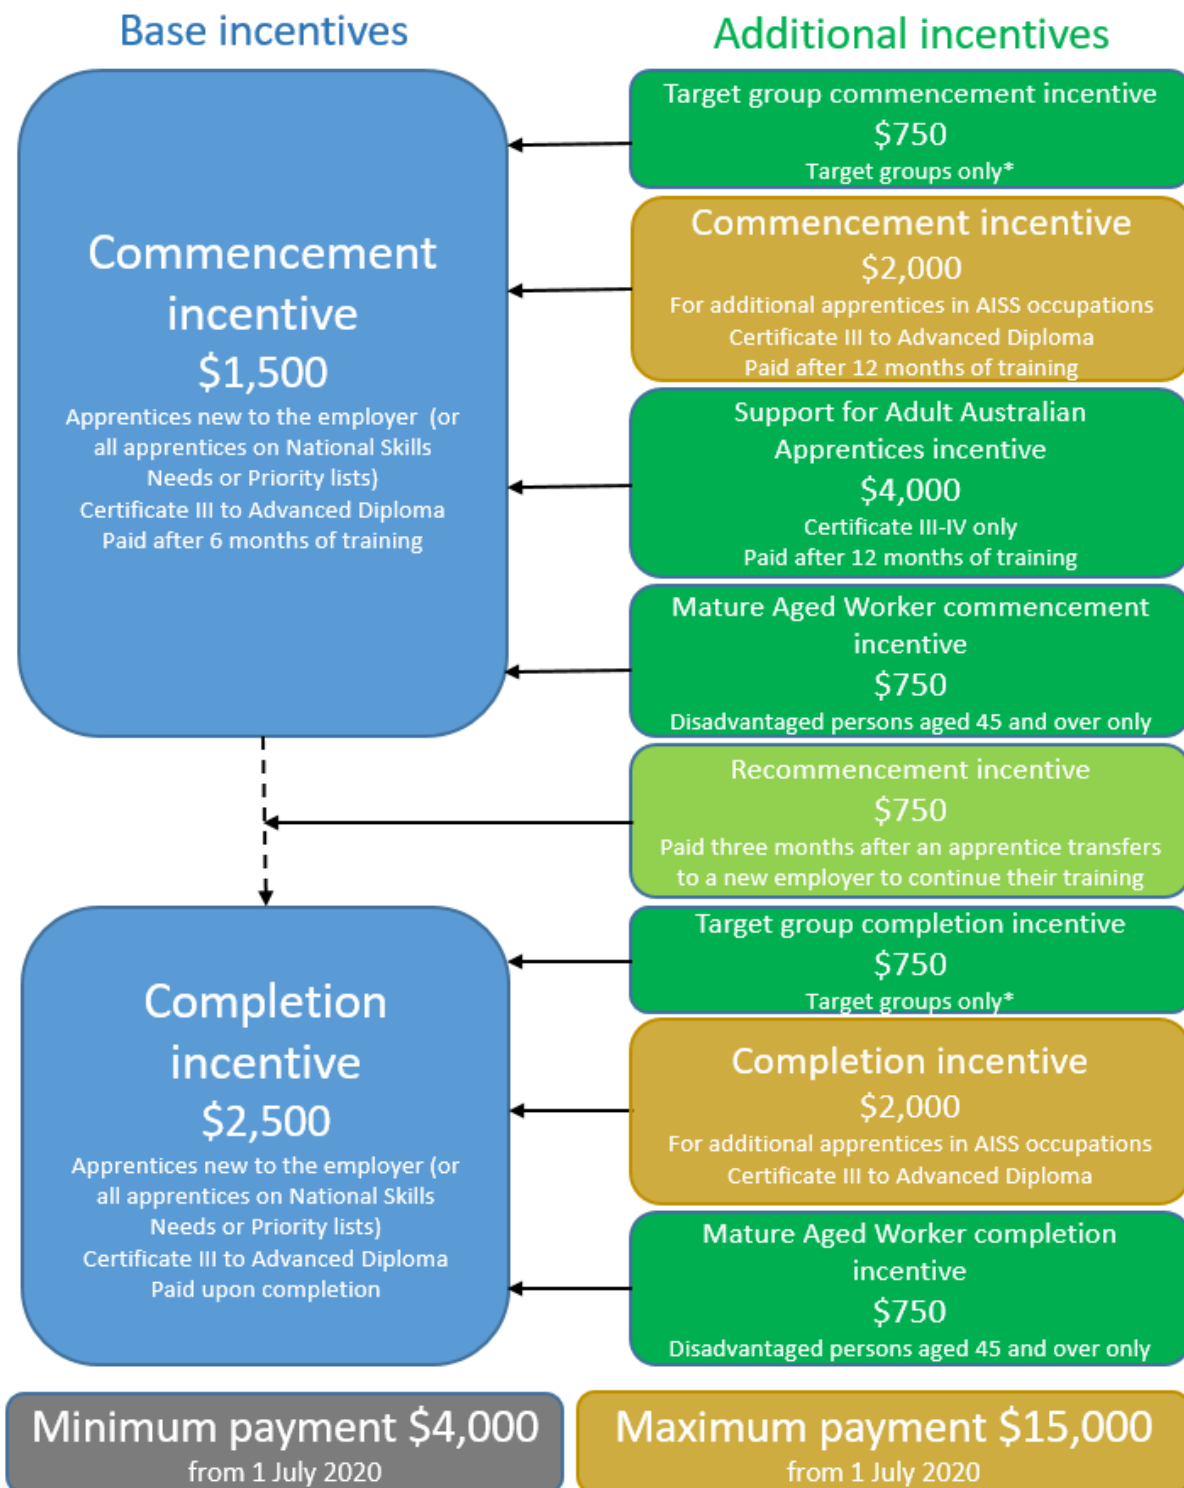 Base incentives
Commencement
incentive
$1,500
Apprentices new to the employer (or
all apprentices on National Skills
Needs or Priority lists)
Certificate III to Advanced Diploma
Paid after 6 months of training
Completion
incentive
$2,500
Apprentices new to the employer (or
all apprentices on National Skills
Needs or Priority lists)
Certificate III to Advanced Diploma
Paid upon completion
Additional incentives
Target group commencement incentive
$750
Target groups only*
Commencement incentive
$2,000
For additional apprentices in AISS occupations
Certificate III to Advanced Diploma
Paid after 12 months of training
Support for Adult Australian
Apprentices incentive
$4,000
Certificate III-IV only
Paid after 12 months of training
Mature Aged Worker commencement
incentive
$750
Disadvantaged persons aged 45 and over only
Recommencement incentive
$750
Paid three months after an apprentice transfers
to a new employer to continue their training
Target group completion incentive
$750
Target groups only*
Completion incentive
$2,000
For additional apprentices in AISS occupations
Certificate III to Advanced Diploma
Mature Aged Worker completion
incentive
$750
Disadvantaged persons aged 45 and over only
Minimum payment $4,000
from 1 July 2020
Maximum payment $15,000
from 1 July 2020